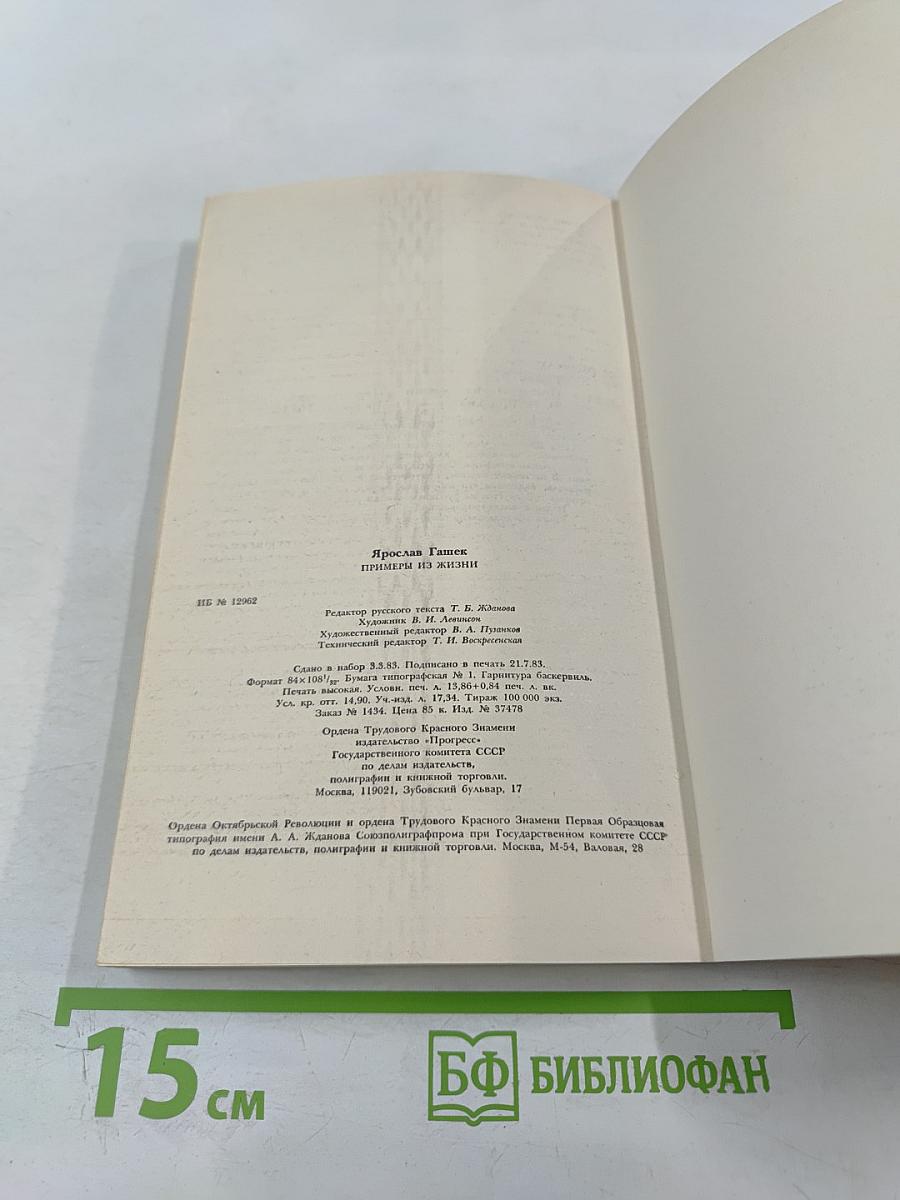 Ярослав Гашек
ПРИМЕРЫ ИЗ ЖИЗНИ
ИБ № 12962
Редактор русского текста Т. Б. Жданова
Художник В. И. Левинсон
Художественный редактор В. А. Пузанков
Технический редактор Т. И. Воскресенская
Сдано в набор 3.3.83. Подписано в печать 21.7.83.
Формат 84×108¹/₃₂. Бумага типографская № 1. Гарнитура баскервиль.
Печать высокая. Условн. печ. л. 13,86+0,84 печ. л. вк.
Усл. кр. отт. 14,90. Уч.-изд. л. 17,34. Тираж 100 000 экз.
Заказ № 1434. Цена 85 к. Изд. № 37478
Ордена Трудового Красного Знамени
издательство «Прогресс»
Государственного комитета СССР
по делам издательств,
полиграфии и книжной торговли.
Москва, 119021, Зубовский бульвар, 17
Ордена Октябрьской Революции и ордена Трудового Красного Знамени Первая Образцовая
типография имени А. А. Жданова Союзполиграфпрома при Государственном комитете СССР
по делам издательств, полиграфии и книжной торговли. Москва, М-54, Валовая, 28
15 см
БФ БИБЛИОФАН